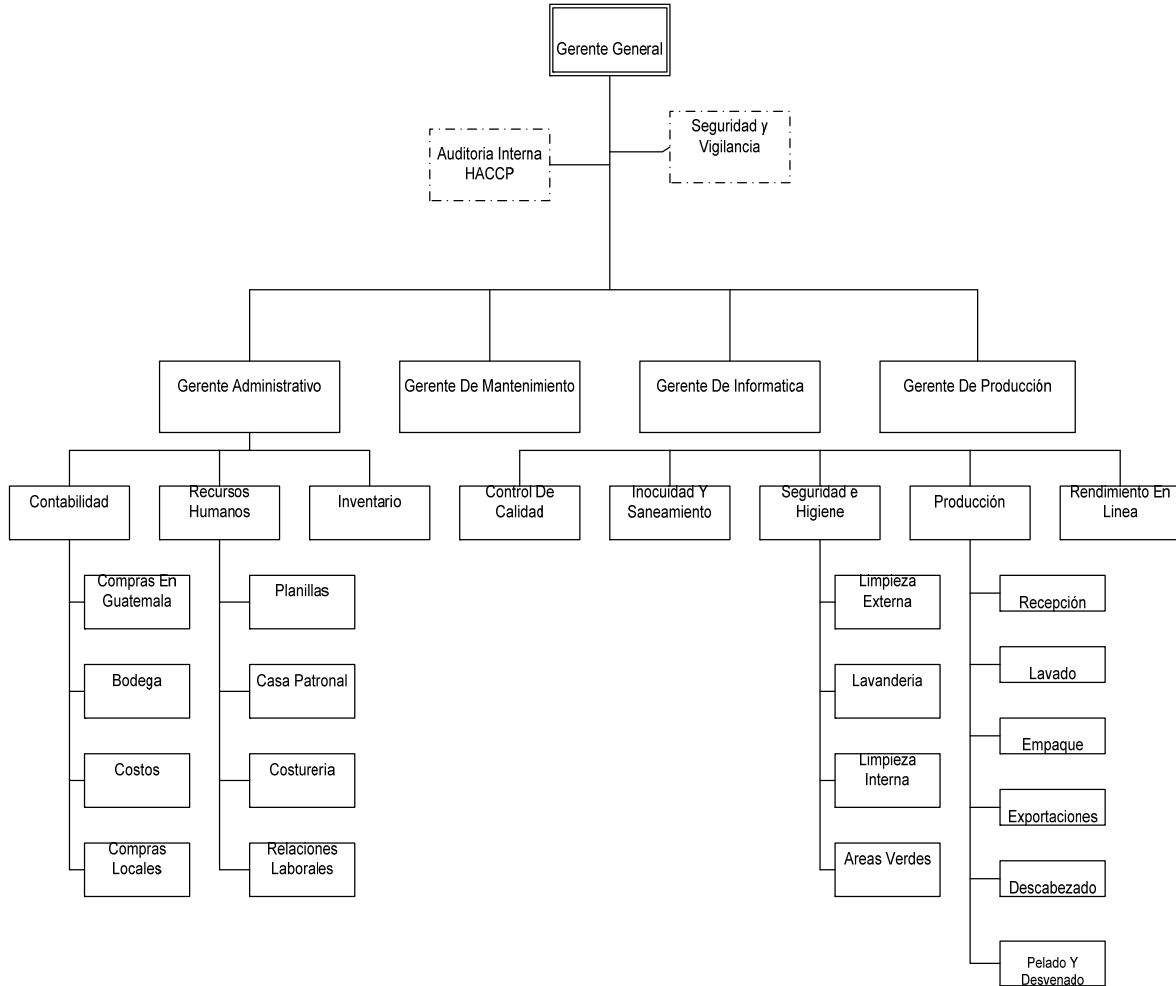 Gerente General
Seguridad y
Vigilancia
Auditoria Interna
HACCP
Gerente Administrativo
Gerente De Mantenimiento
Gerente De Informatica
Gerente De Producción
Contabilidad
Recursos
Humanos
Inventario
Control De
Calidad
Inocuidad Y
Saneamiento
Seguridad e
Higiene
Producción
Rendimiento En
Linea
Compras En
Guatemala
Bodega
Costos
Compras
Locales
Planillas
Casa Patronal
Costureria
Relaciones
Laborales
Limpieza
Externa
Lavanderia
Limpieza
Interna
Areas Verdes
Recepción
Lavado
Empaque
Exportaciones
Descabezado
Pelado Y
Desvenado